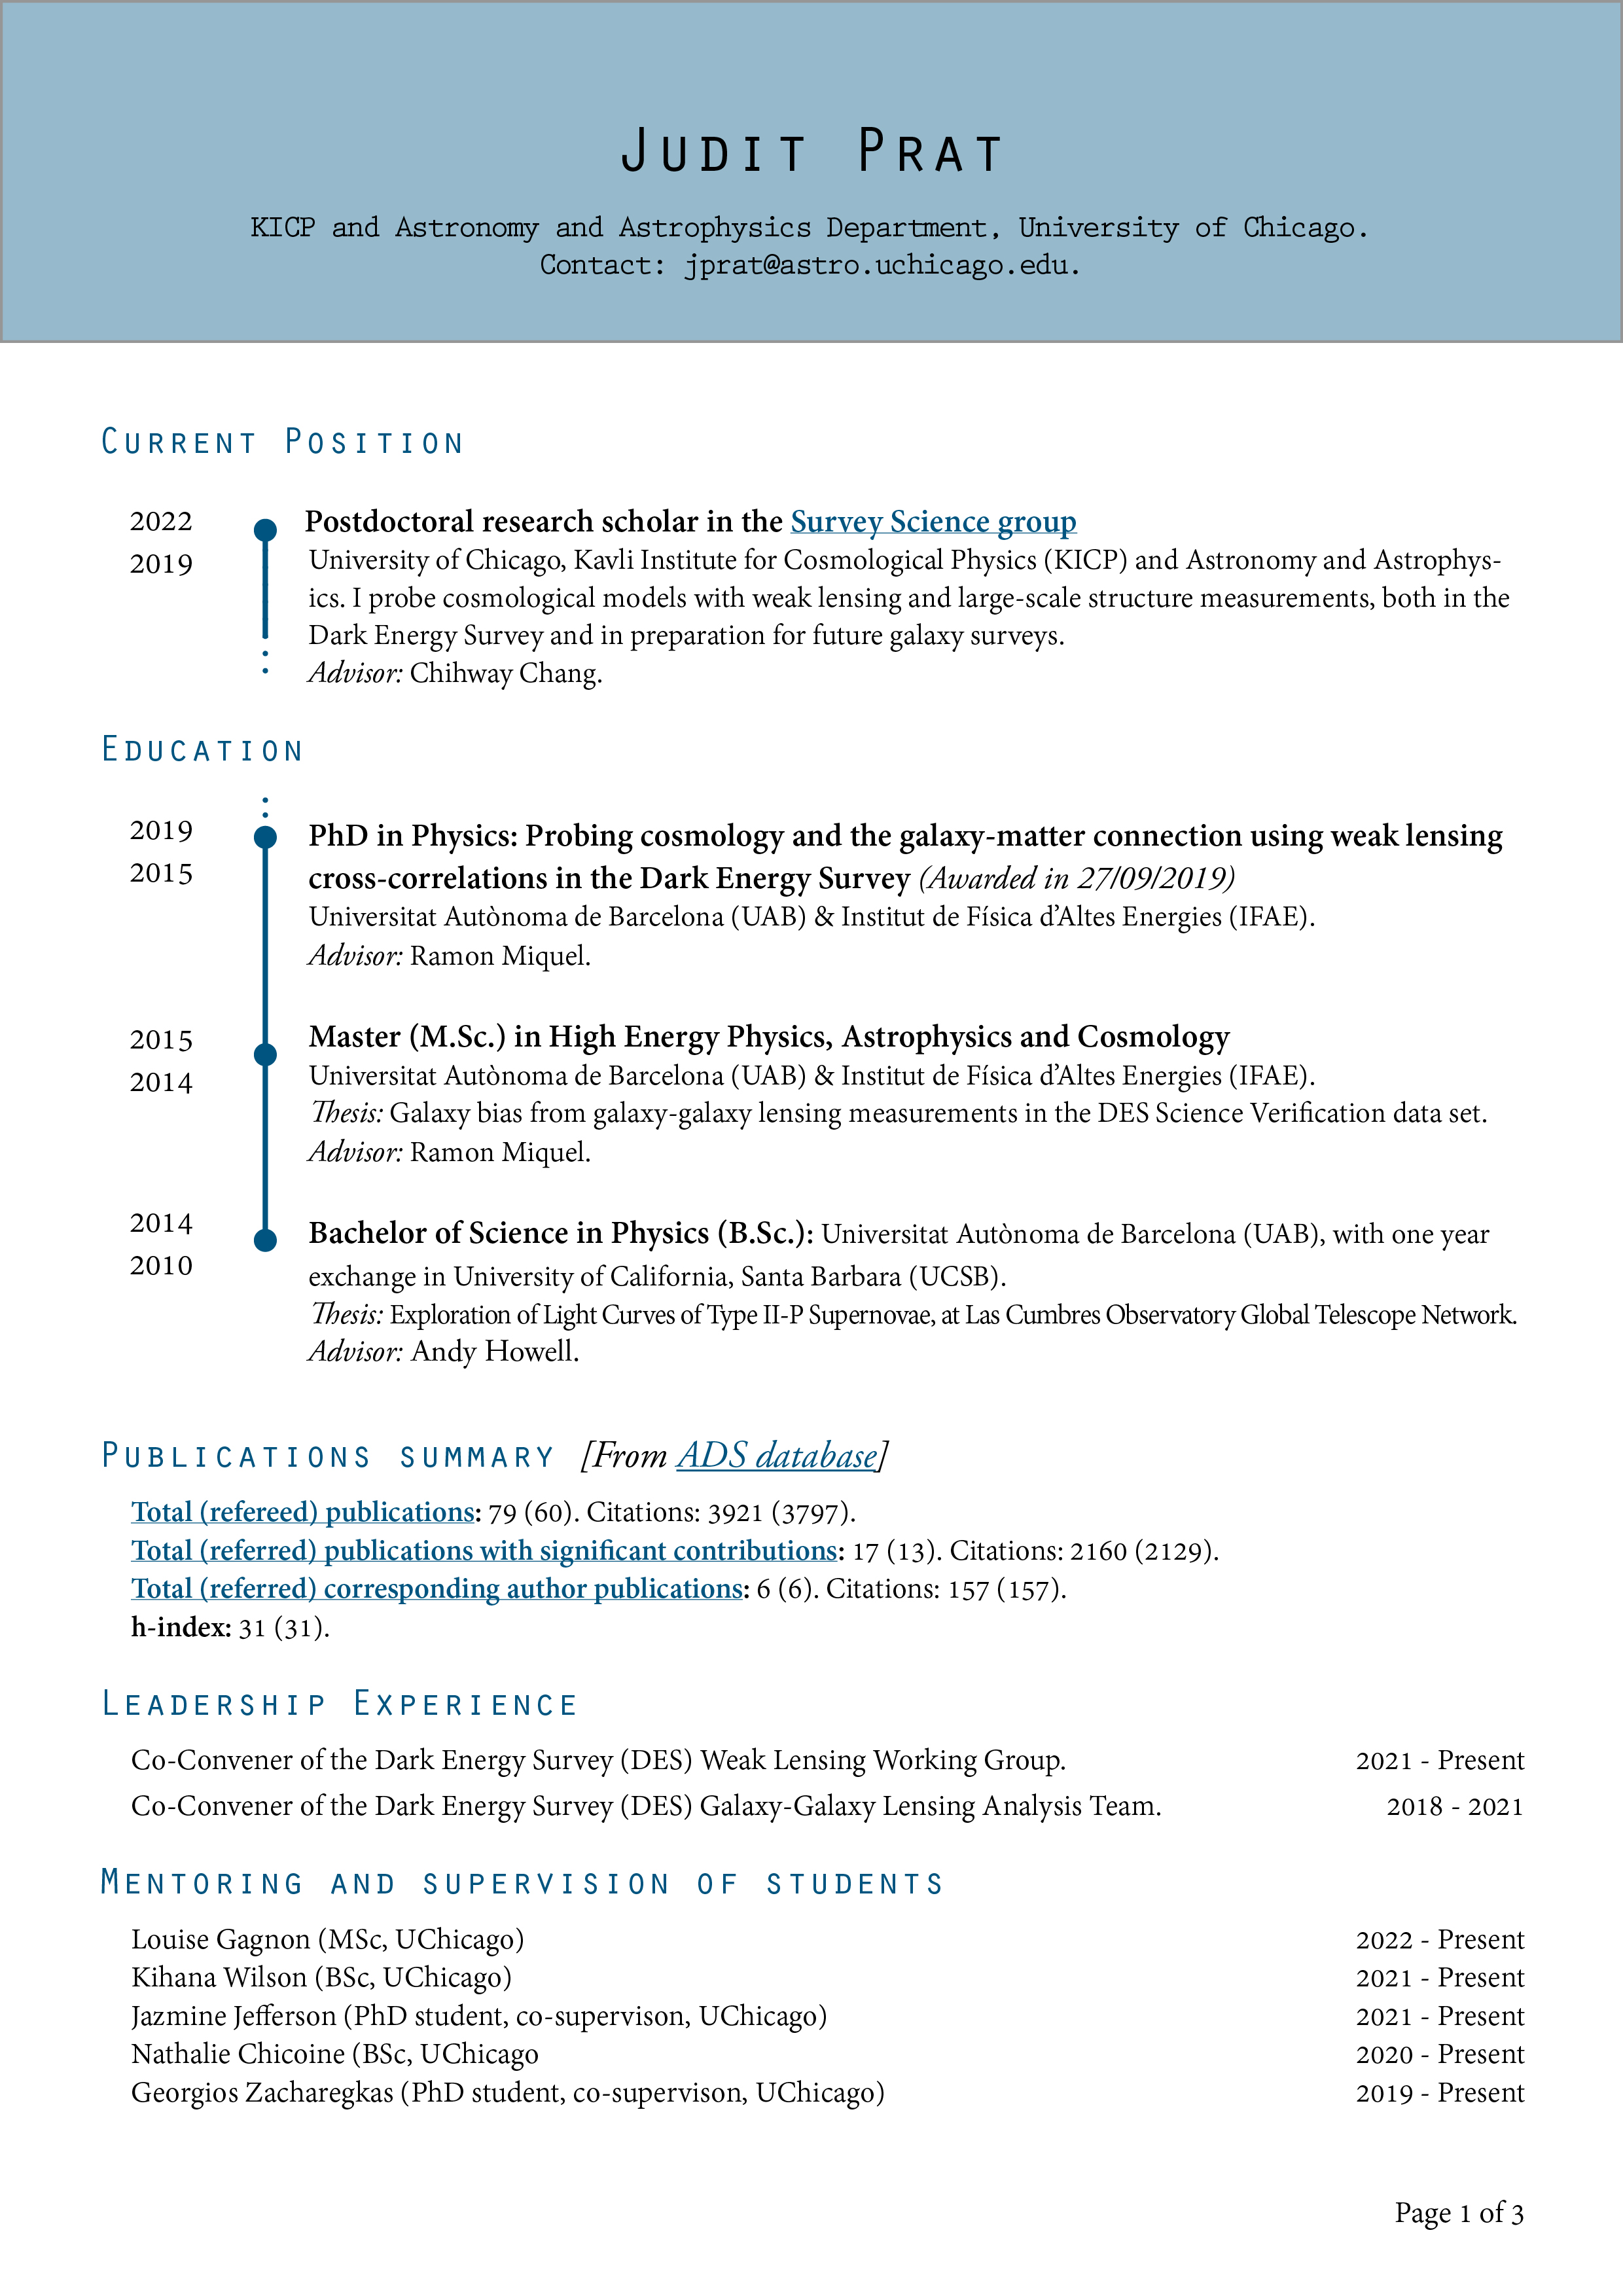 Judit Prat
KICP and Astronomy and Astrophysics Department, University of Chicago.
Contact: jprat@astro.uchicago.edu.
Current Position
2022
2019
Postdoctoral research scholar in the Survey Science group
University of Chicago, Kavli Institute for Cosmological Physics (KICP) and Astronomy and Astrophys-
ics. I probe cosmological models with weak lensing and large-scale structure measurements, both in the
Dark Energy Survey and in preparation for future galaxy surveys.
Advisor: Chihway Chang.
Education
2019
2015
PhD in Physics: Probing cosmology and the galaxy-matter connection using weak lensing
cross-correlations in the Dark Energy Survey (Awarded in 27/09/2019)
Universitat Autònoma de Barcelona (UAB) & Institut de Física d’Altes Energies (IFAE).
Advisor: Ramon Miquel.
2015
2014
Master (M.Sc.) in High Energy Physics, Astrophysics and Cosmology
Universitat Autònoma de Barcelona (UAB) & Institut de Física d’Altes Energies (IFAE).
Thesis: Galaxy bias from galaxy-galaxy lensing measurements in the DES Science Verification data set.
Advisor: Ramon Miquel.
2014
2010
Bachelor of Science in Physics (B.Sc.): Universitat Autònoma de Barcelona (UAB), with one year
exchange in University of California, Santa Barbara (UCSB).
Thesis: Exploration of Light Curves of Type II-P Supernovae, at Las Cumbres Observatory Global Telescope Network.
Advisor: Andy Howell.
Publications summary [From ADS database]
Total (refereed) publications: 79 (60). Citations: 3921 (3797).
Total (referred) publications with significant contributions: 17 (13). Citations: 2160 (2129).
Total (referred) corresponding author publications: 6 (6). Citations: 157 (157).
h-index: 31 (31).
Leadership Experience
Co-Convener of the Dark Energy Survey (DES) Weak Lensing Working Group. 2021 - Present
Co-Convener of the Dark Energy Survey (DES) Galaxy-Galaxy Lensing Analysis Team. 2018 - 2021
Mentoring and supervision of students
Louise Gagnon (MSc, UChicago) 2022 - Present
Kihana Wilson (BSc, UChicago) 2021 - Present
Jazmine Jefferson (PhD student, co-supervison, UChicago) 2021 - Present
Nathalie Chicoine (BSc, UChicago 2020 - Present
Georgios Zacharegkas (PhD student, co-supervison, UChicago) 2019 - Present
Page 1 of 3